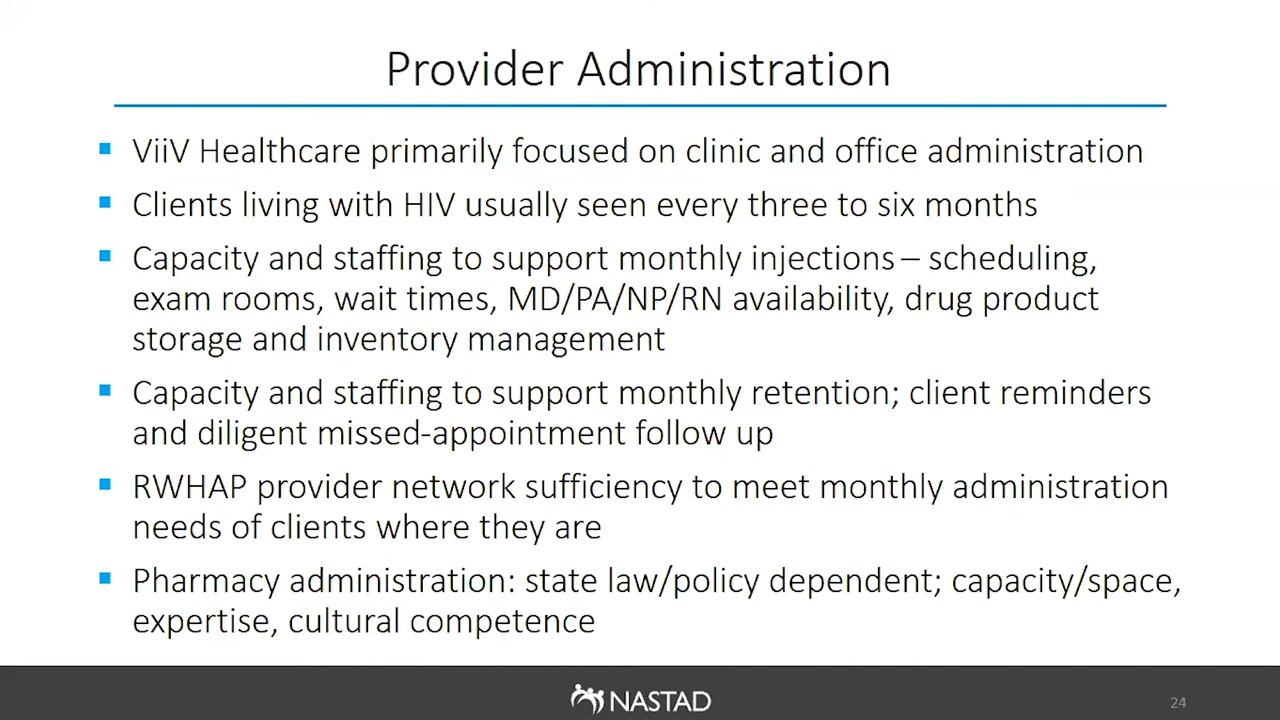 Provider Administration
ViiV Healthcare primarily focused on clinic and office administration
Clients living with HIV usually seen every three to six months
Capacity and staffing to support monthly injections – scheduling,
exam rooms, wait times, MD/PA/NP/RN availability, drug product
storage and inventory management
Capacity and staffing to support monthly retention; client reminders
and diligent missed-appointment follow up
RWHAP provider network sufficiency to meet monthly administration
needs of clients where they are
Pharmacy administration: state law/policy dependent; capacity/space,
expertise, cultural competence
NASTAD
24